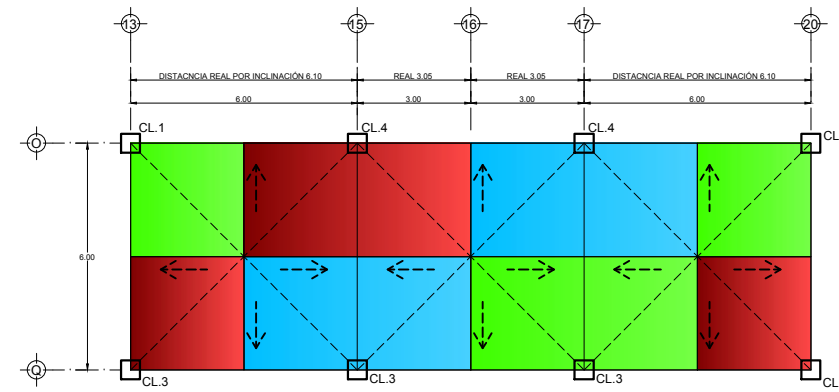 13 15 16 17 20
DISTACNCIA REAL POR INCLINACIÓN 6.10 REAL 3.05 REAL 3.05 DISTACNCIA REAL POR INCLINACIÓN 6.10
6.00 3.00 3.00 6.00
CL.1 CL.4 CL.4 CL
O
6.00
Q
CL.3 CL.3 CL.3 CL